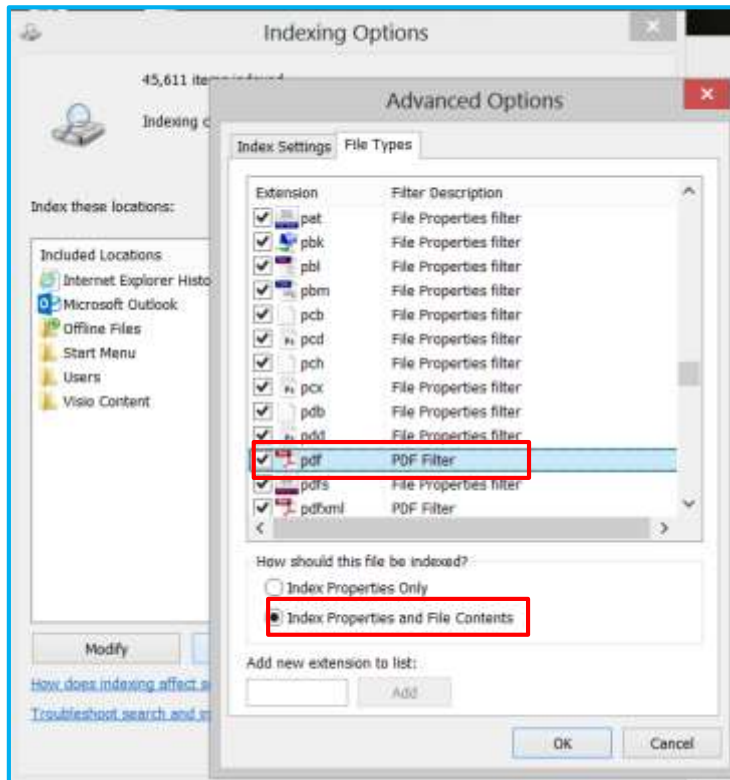 Indexing Options
45,611 items indexed
Indexing c
Index these locations:
Included Locations
Internet Explorer Histo
Microsoft Outlook
Offline Files
Start Menu
Users
Visio Content
Modify
How does indexing affect s
Troubleshoot search and
Advanced Options
Index Settings File Types
Extension Filter Description
pat File Properties filter
pbk File Properties filter
pbl File Properties filter
pbm File Properties filter
pcb File Properties filter
pcd File Properties filter
pch File Properties filter
pcx File Properties filter
pdb File Properties filter
pdd File Properties filter
pdf PDF Filter
pdfs File Properties filter
pdfxml PDF Filter
How should this file be indexed?
Index Properties Only
Index Properties and File Contents
Add new extension to list:
Add
OK Cancel